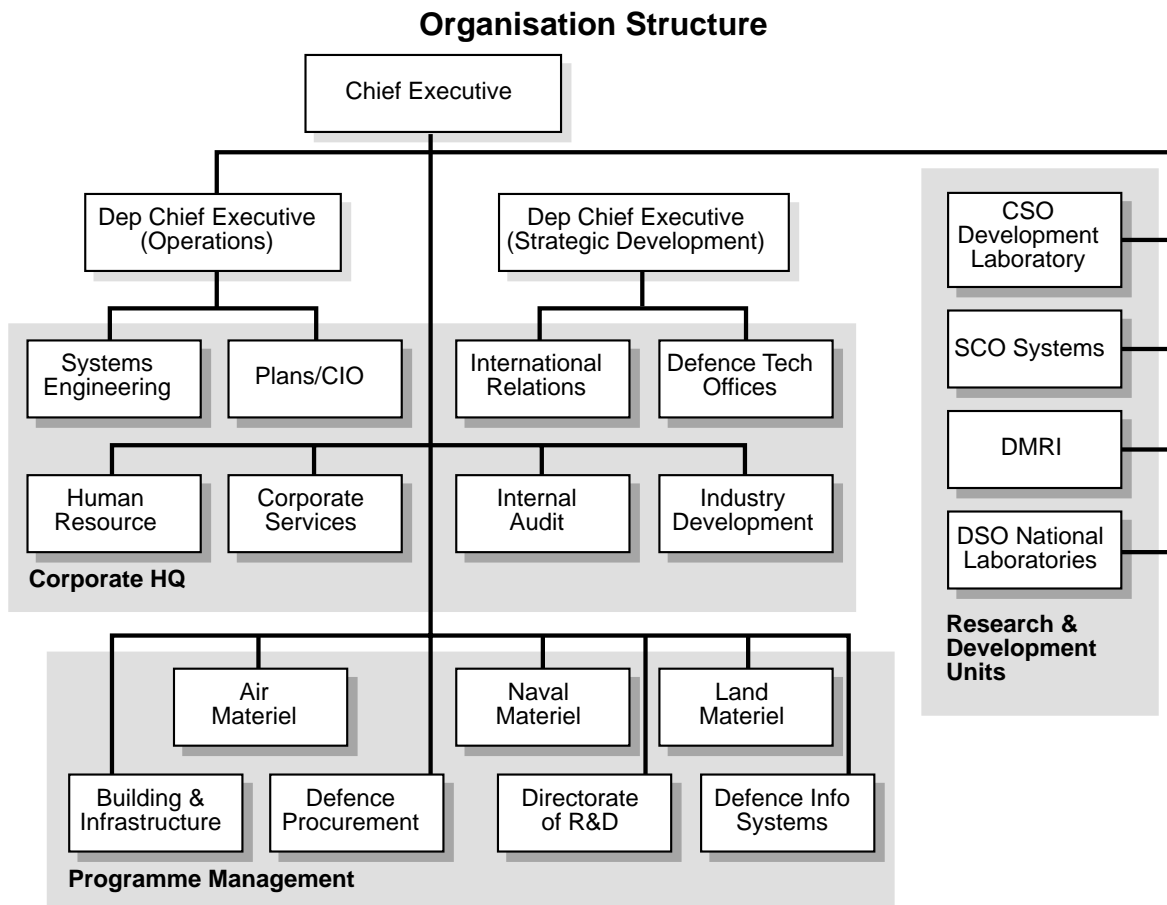 Organisation Structure
Chief Executive
Dep Chief Executive
(Operations)
Dep Chief Executive
(Strategic Development)
Systems
Engineering
Plans/CIO
International
Relations
Defence Tech
Offices
Human
Resource
Corporate
Services
Internal
Audit
Industry
Development
Corporate HQ
Air
Materiel
Naval
Materiel
Land
Materiel
Building &
Infrastructure
Defence
Procurement
Directorate
of R&D
Defence Info
Systems
Programme Management
CSO
Development
Laboratory
SCO Systems
DMRI
DSO National
Laboratories
Research &
Development
Units